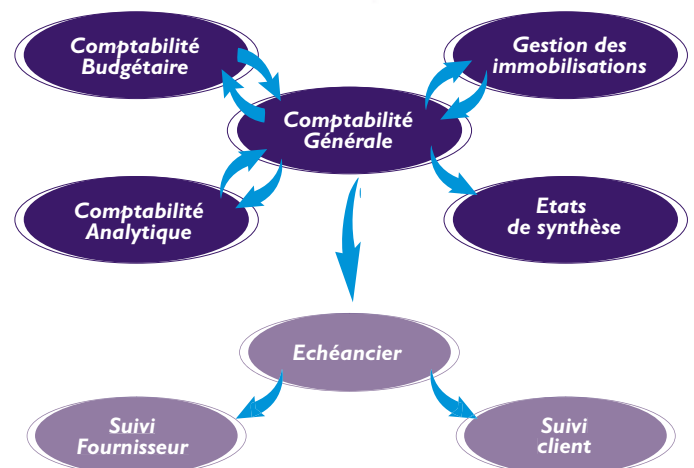 Comptabilité
Budgétaire
Gestion des
immobilisations
Comptabilité
Générale
Comptabilité
Analytique
Etats
de synthèse
Echéancier
Suivi
Fournisseur
Suivi
client